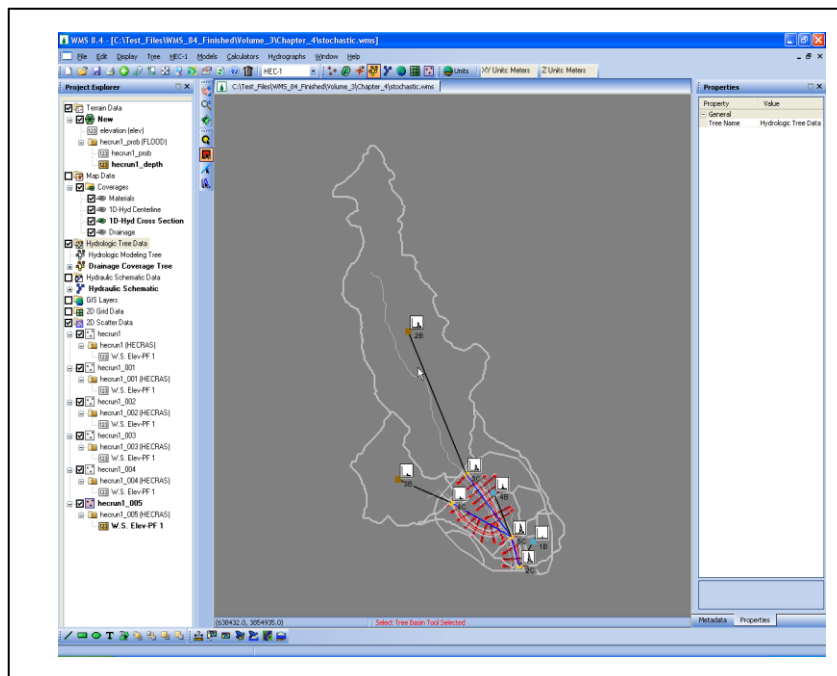 WMS 8.4 - [C:\Test_Files\WMS_84_Finished\Volume_3\Chapter_4\stochastic.wms]
File Edit Display Tree HEC-1 Models Calculators Hydrographs Window Help
HEC-1 Units XY Units: Meters Z Units: Meters
Project Explorer
C:\Test_Files\WMS_84_Finished\Volume_3\Chapter_4\stochastic.wms
Properties
Property Value
General
Tree Name Hydrologic Tree Data
Terrain Data
New
elevation (elev)
hecrun1_prob (FLOOD)
hecrun1_prob
hecrun1_depth
Map Data
Coverages
Materials
1D-Hyd Centerline
1D-Hyd Cross Section
Drainage
Hydrologic Tree Data
Hydrologic Modeling Tree
Drainage Coverage Tree
Hydraulic Schematic Data
Hydraulic Schematic
GIS Layers
2D Grid Data
2D Scatter Data
hecrun1
hecrun1 (HECRAS)
W.S. Elev-PF 1
hecrun1_001
hecrun1_001 (HECRAS)
W.S. Elev-PF 1
hecrun1_002
hecrun1_002 (HECRAS)
W.S. Elev-PF 1
hecrun1_003
hecrun1_003 (HECRAS)
W.S. Elev-PF 1
hecrun1_004
hecrun1_004 (HECRAS)
W.S. Elev-PF 1
hecrun1_005
hecrun1_005 (HECRAS)
W.S. Elev-PF 1
2B
3B
3C
4B
4C
5C
1B
2C
(638432.0, 3854935.0)
Select Tree Basin Tool Selected
Metadata Properties